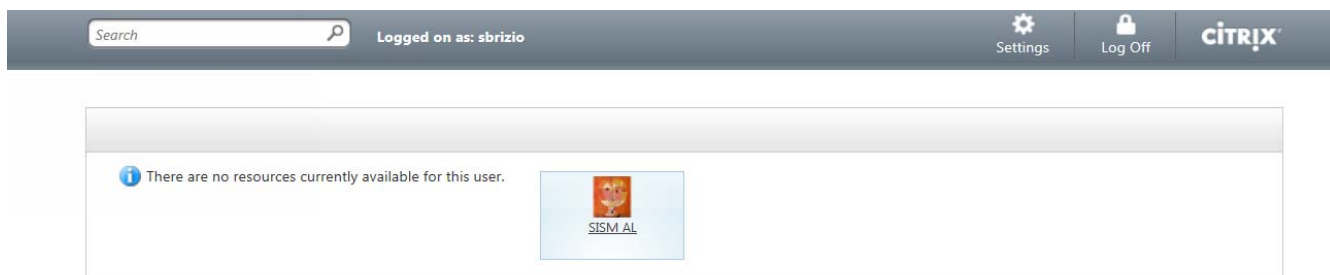 Search
Logged on as: sbrizio
Settings
Log Off
CITRIX
There are no resources currently available for this user.
SISM AL